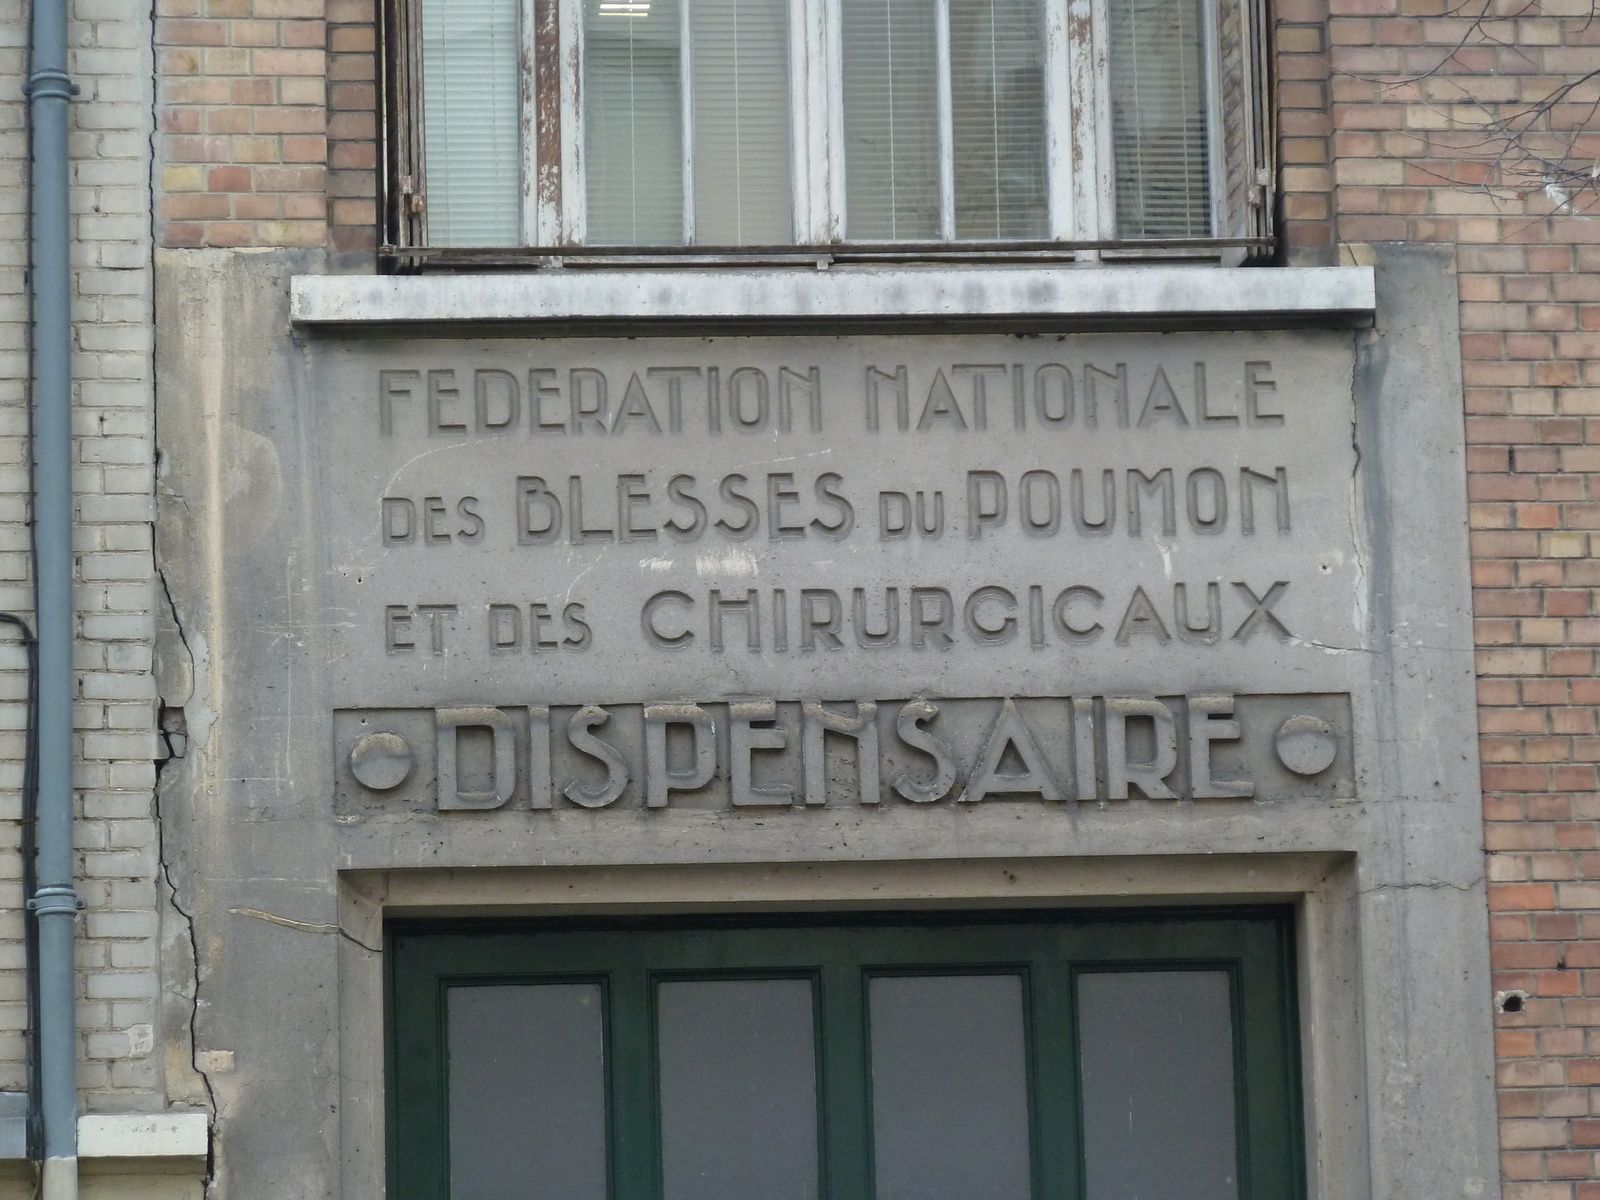 FEDERATION NATIONALE
DES BLESSES DU POUMON
ET DES CHIRURGICAUX
DISPENSAIRE